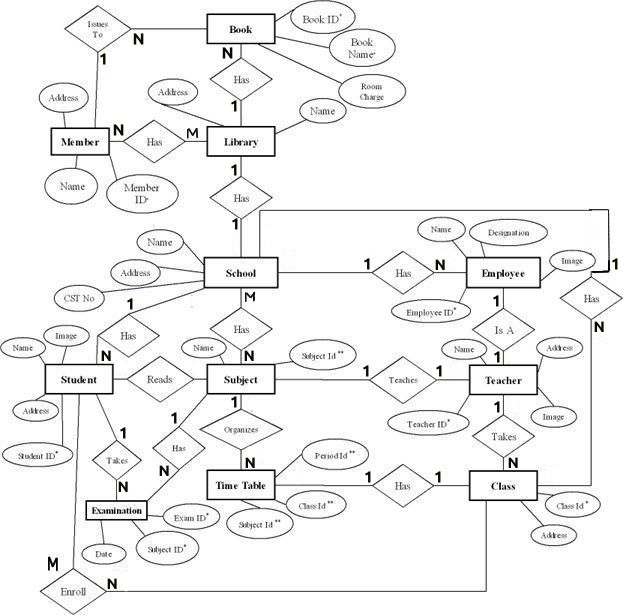 Issues
To
N
Book
Book ID*
Book
Name*
N
1
Has
Room
Charge
Address
Address
1
Name
Member
N
Has
M
Library
Name
Member
ID*
1
Has
1
Name
Address
CST No
School
1
Has
N
Employee
Name
Designation
Image
Employee ID*
1
Has
N
1
Has
N
M
Has
N
1
Is A
1
Name
Image
Student
Address
Student ID*
Reads
Name
Subject
Subject Id **
1
Teaches
1
Name
Teacher
Address
Image
Teacher ID*
1
Takes
N
1
Has
N
1
Organizes
N
1
Takes
N
Time Table
Period Id **
Class Id **
Subject Id **
1
Has
1
Class
Class Id *
Address
Examination
Exam ID*
Subject ID*
Date
M
Enroll
N